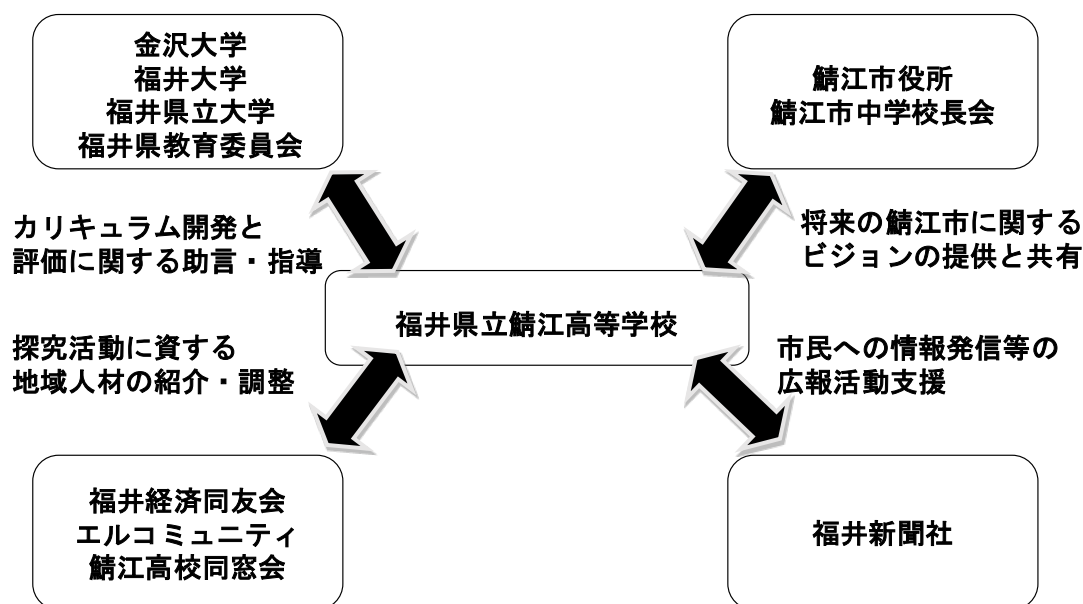 金沢大学
福井大学
福井県立大学
福井県教育委員会
鯖江市役所
鯖江市中学校長会
カリキュラム開発と
評価に関する助言・指導
将来の鯖江市に関する
ビジョンの提供と共有
福井県立鯖江高等学校
探究活動に資する
地域人材の紹介・調整
市民への情報発信等の
広報活動支援
福井経済同友会
エルコミュニティ
鯖江高校同窓会
福井新聞社